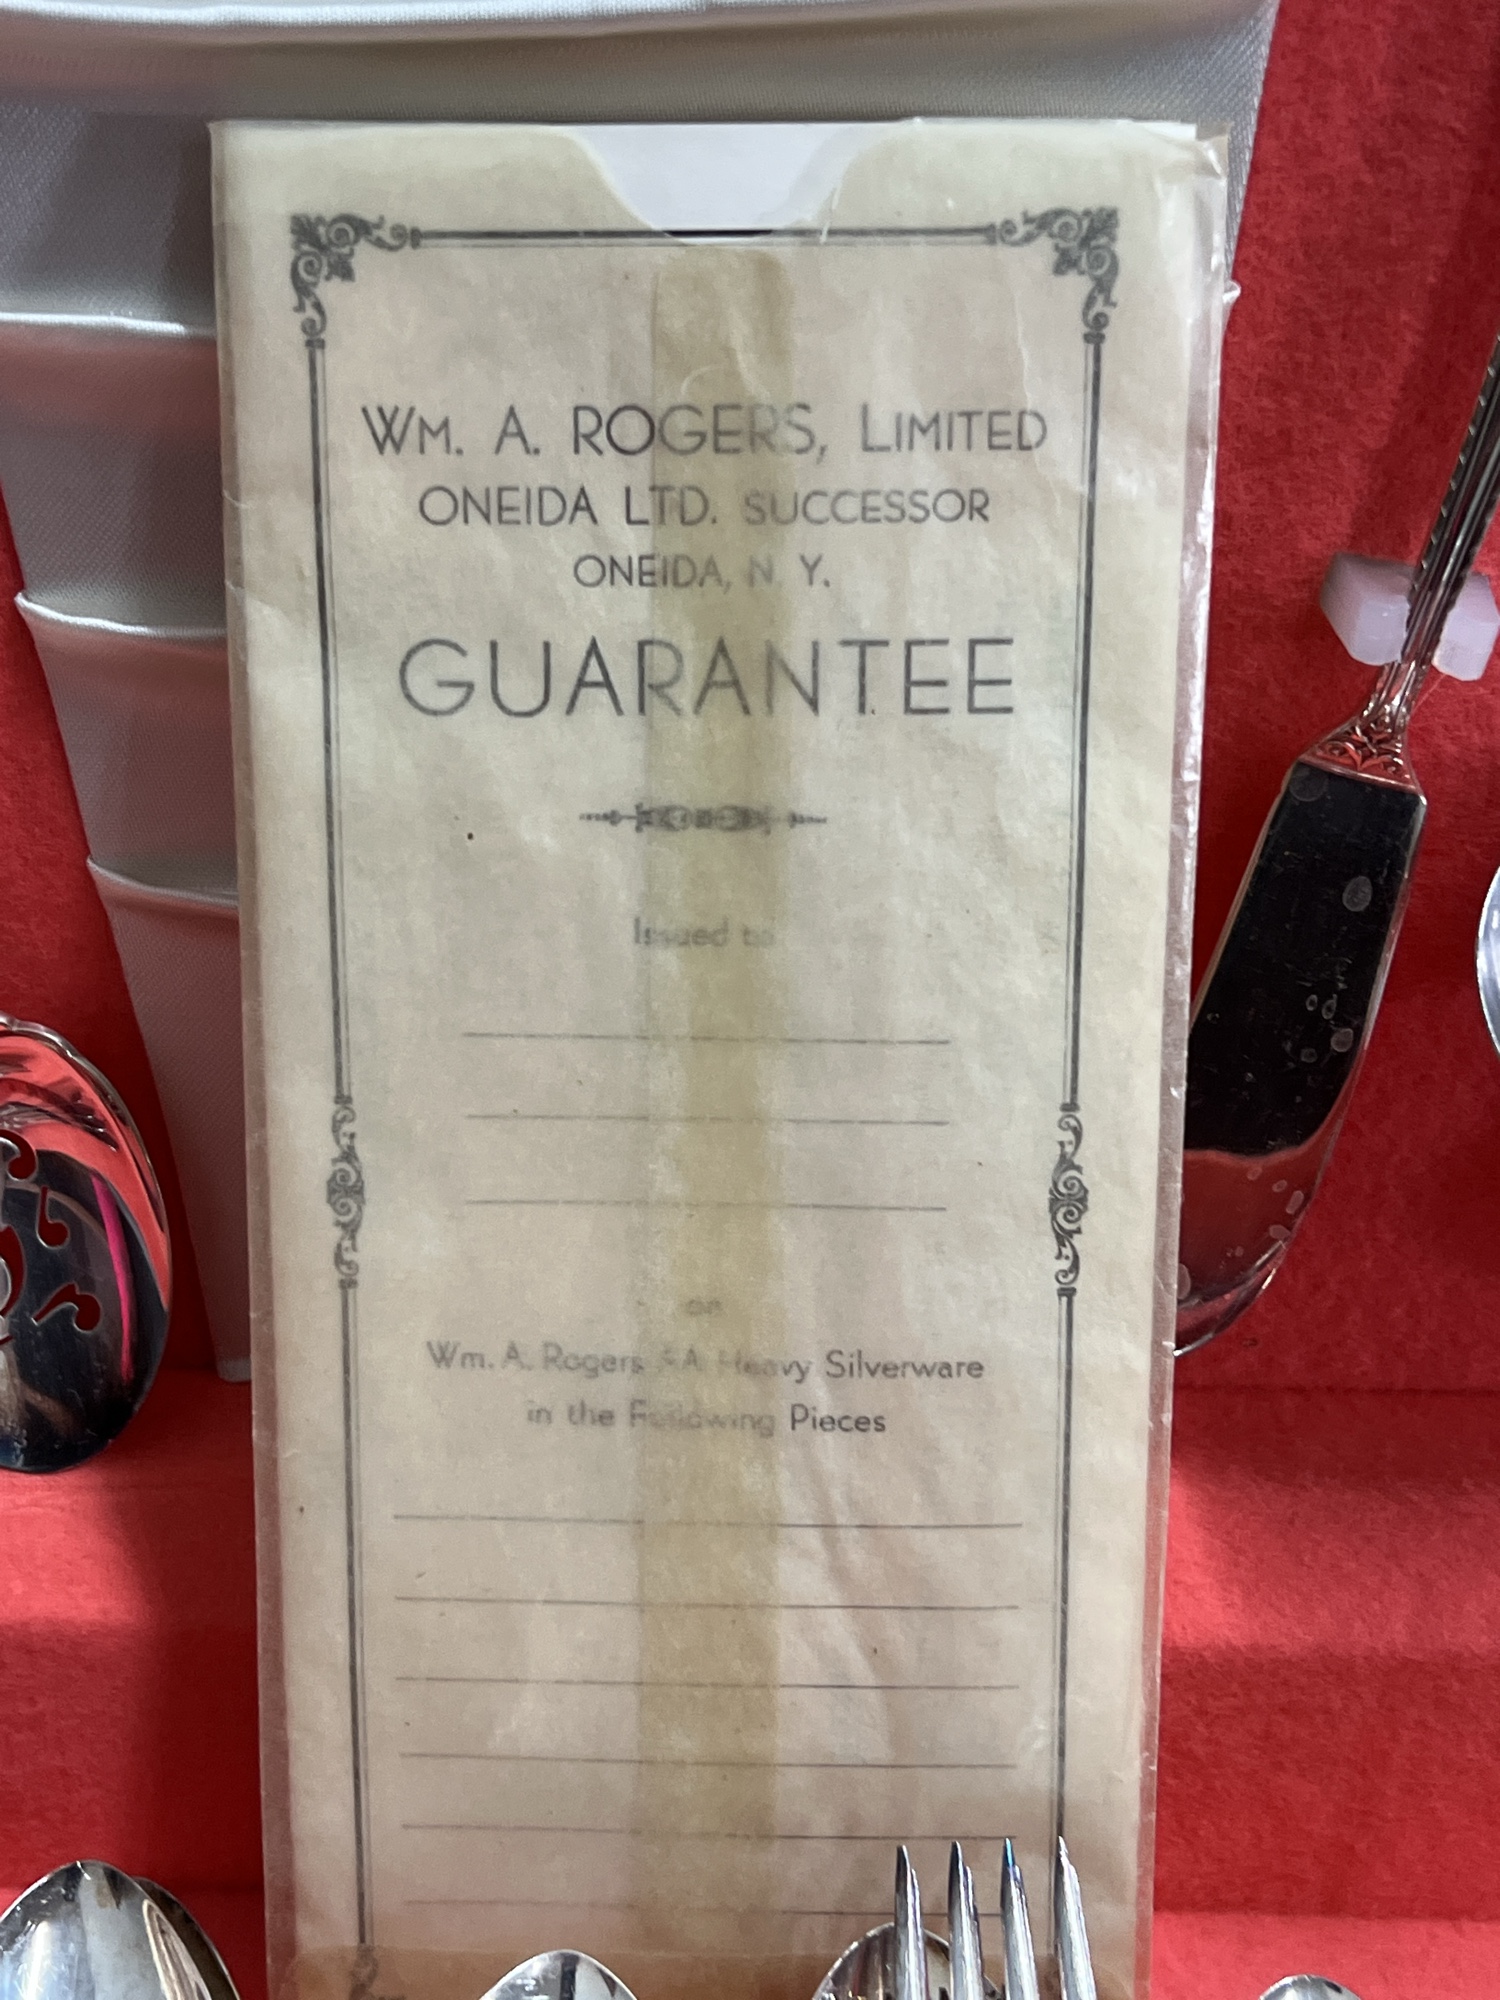 WM. A. ROGERS, LIMITED
ONEIDA LTD. SUCCESSOR
ONEIDA, N. Y.
GUARANTEE
Issued to
on
Wm. A. Rogers AA Heavy Silverware
in the Following Pieces